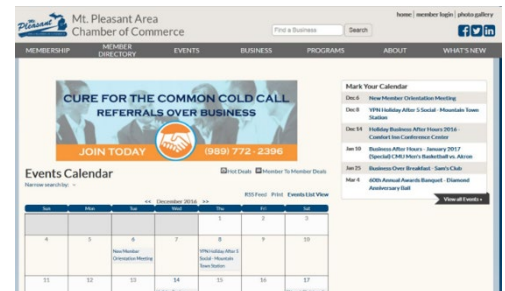 Mt. Pleasant Area
Chamber of Commerce
home | member login | photo gallery
Find a Business
Search
MEMBERSHIP
MEMBER DIRECTORY
EVENTS
BUSINESS
PROGRAMS
ABOUT
WHAT'S NEW
CURE FOR THE COMMON COLD CALL
REFERRALS OVER BUSINESS
JOIN TODAY
(989) 772-2396
Mark Your Calendar
Dec 6 New Member Orientation Meeting
Dec 8 YPN Holiday After 5 Social - Mountain Town
Station
Dec 14 Holiday Business After Hours 2016 -
Comfort Inn Conference Center
Jan 10 Business After Hours - January 2017
(Special) CMU Men's Basketball vs. Akron
Jan 25 Business Over Breakfast - Sam's Club
Mar 4 60th Annual Awards Banquet - Diamond
Anniversary Ball
View all Events »
Events Calendar
Hot Deals Member To Member Deals
Narrow search by:
RSS Feed Print Events List View
<< December 2016 >>
Sun Mon Tue Wed Thu Fri Sat
1 2 3
4 5 6 7 8 9 10
New Member
Orientation Meeting
YPN Holiday After 5
Social - Mountain
Town Station
11 12 13 14 15 16 17